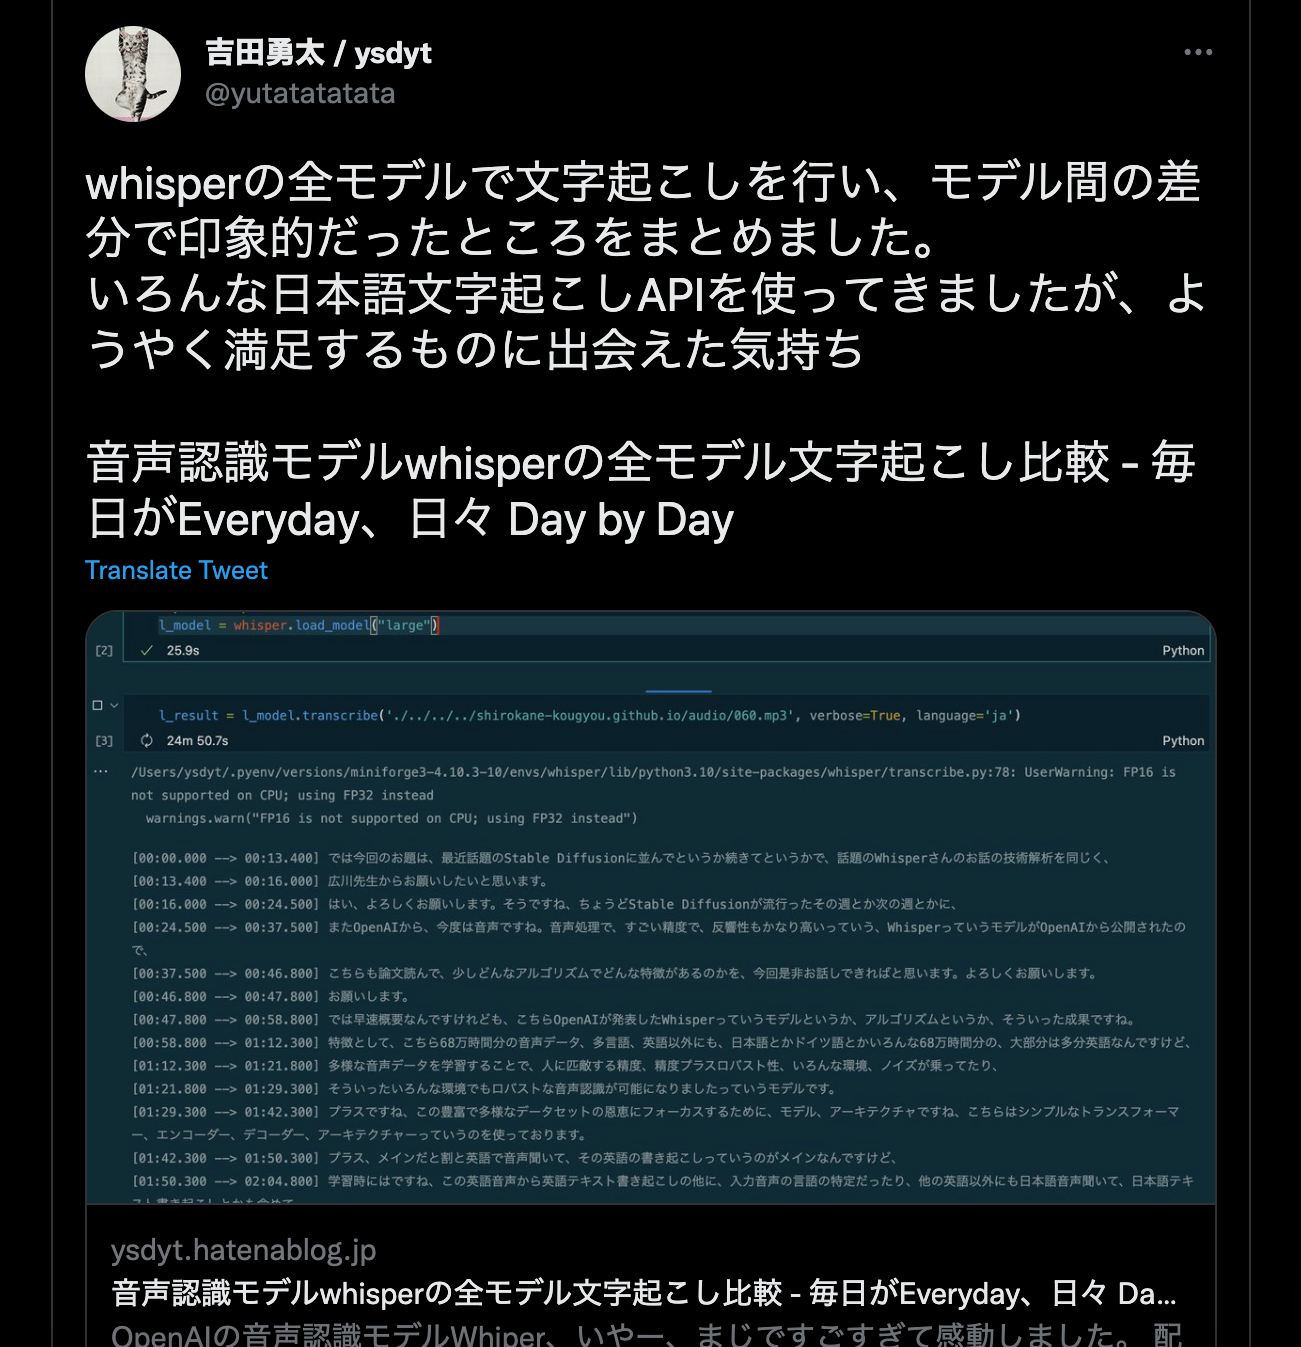 吉田勇太 / ysdyt
@yutatatatata
whisperの全モデルで文字起こしを行い、モデル間の差
分で印象的だったところをまとめました。
いろんな日本語文字起こしAPIを使ってきましたが、よ
うやく満足するものに出会えた気持ち
音声認識モデルwhisperの全モデル文字起こし比較 - 毎
日がEveryday、日々 Day by Day
Translate Tweet
l_model = whisper.load_model("large")
[2] ✓ 25.9s Python
l_result = l_model.transcribe('./../../../shirokane-kougyou.github.io/audio/060.mp3', verbose=True, language='ja')
[3] 24m 50.7s Python
/Users/ysdyt/.pyenv/versions/miniforge3-4.10.3-10/envs/whisper/lib/python3.10/site-packages/whisper/transcribe.py:78: UserWarning: FP16 is
not supported on CPU; using FP32 instead
warnings.warn("FP16 is not supported on CPU; using FP32 instead")
[00:00.000 --> 00:13.400] では今回のお題は、最近話題のStable Diffusionに並んでというか続きてというかで、話題のWhisperさんのお話の技術解析を同じく、
[00:13.400 --> 00:16.000] 広川先生からお願いしたいと思います。
[00:16.000 --> 00:24.500] はい、よろしくお願いします。そうですね、ちょうどStable Diffusionが流行ったその週とか次の週とかに、
[00:24.500 --> 00:37.500] またOpenAIから、今度は音声ですね。音声処理で、すごい精度で、反響性もかなり高いっていう、WhisperっていうモデルがOpenAIから公開されたの
で、
[00:37.500 --> 00:46.800] こちらも論文読んで、少しどんなアルゴリズムでどんな特徴があるのかを、今回是非お話しできればと思います。よろしくお願いします。
[00:46.800 --> 00:47.800] お願いします。
[00:47.800 --> 00:58.800] では早速概要なんですけれども、こちらOpenAIが発表したWhisperっていうモデルというか、アルゴリズムというか、そういった成果ですね。
[00:58.800 --> 01:12.300] 特徴として、こちら68万時間分の音声データ、多言語、英語以外にも、日本語とかドイツ語とかいろんな68万時間分の、大部分は多分英語なんですけど、
[01:12.300 --> 01:21.800] 多様な音声データを学習することで、人に匹敵する精度、精度プラスロバスト性、いろんな環境、ノイズが乗ってたり、
[01:21.800 --> 01:29.300] そういったいろんな環境でもロバストな音声認識が可能になりましたっていうモデルです。
[01:29.300 --> 01:42.300] プラスですね、この豊富で多様なデータセットの恩恵にフォーカスするために、モデル、アーキテクチャですね、こちらはシンプルなトランスフォーマ
ー、エンコーダー、デコーダー、アーキテクチャーっていうのを使っております。
[01:42.300 --> 01:50.300] プラス、メインだと割と英語で音声聞いて、その英語の書き起こしっていうのがメインなんですけど、
[01:50.300 --> 02:04.800] 学習時にはですね、この英語音声から英語テキスト書き起こしの他に、入力音声の言語の特定だったり、他の英語以外にも日本語音声聞いて、日本語テキ
スト書き起こしとかも含めて
ysdyt.hatenablog.jp
音声認識モデルwhisperの全モデル文字起こし比較 - 毎日がEveryday、日々 Da...
OpenAIの音声認識モデルWhiper、いやー、まじですごすぎて感動しました。 配